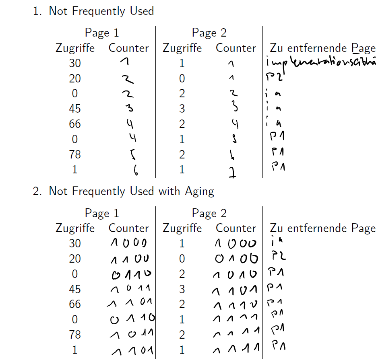 1. Not Frequently Used
Page 1 Page 2
Zugriffe Counter Zugriffe Counter Zu entfernende Page
30 1 1 1 implementationsabhä
20 2 0 1 P2
0 2 2 2 ia
45 3 3 3 ia
66 4 2 4 ia
0 4 1 5 P1
78 5 2 6 P1
1 6 1 7 P1
2. Not Frequently Used with Aging
Page 1 Page 2
Zugriffe Counter Zugriffe Counter Zu entfernende Page
30 1000 1 1000 ia
20 1100 0 0100 P2
0 0110 2 1010 P1
45 1011 3 1101 P1
66 1101 2 1110 P1
0 0110 1 1111 P1
78 1011 2 1111 P1
1 1101 1 1111 P1